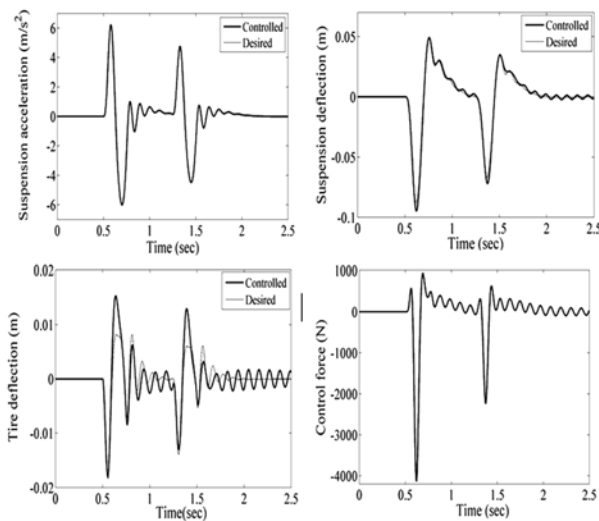 Suspension acceleration (m/s²)
6
4
2
0
-2
-4
-6
0 0.5 1 1.5 2 2.5
Time (sec)
Controlled
Desired
Suspension deflection (m)
0.05
0
-0.05
-0.1
0 0.5 1 1.5 2 2.5
Time (sec)
Controlled
Desired
Tire deflection (m)
0.02
0.01
0
-0.01
-0.02
0 0.5 1 1.5 2 2.5
Time(sec)
Controlled
Desired
Control force (N)
1000
0
-1000
-2000
-3000
-4000
0 0.5 1 1.5 2 2.5
Time (sec)